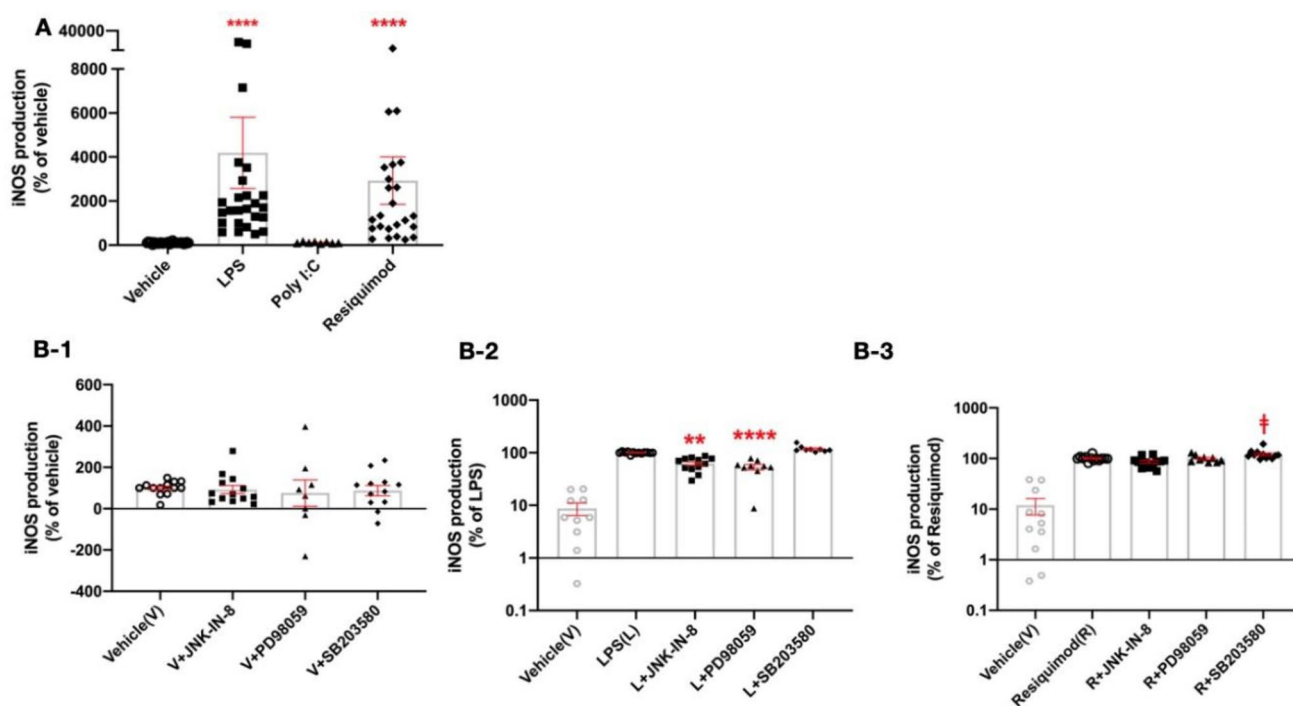 A
**** ****
40000
8000
6000
4000
2000
0
iNOS production
(% of vehicle)
Vehicle
LPS
Poly I:C
Resiquimod
B-1
600
400
200
0
-200
-400
iNOS production
(% of vehicle)
Vehicle(V)
V+JNK-IN-8
V+PD98059
V+SB203580
B-2
1000
100
10
1
0.1
iNOS production
(% of LPS)
**
****
Vehicle(V)
LPS(L)
L+JNK-IN-8
L+PD98059
L+SB203580
B-3
1000
100
10
1
0.1
iNOS production
(% of Resiquimod)
‡
Vehicle(V)
Resiquimod(R)
R+JNK-IN-8
R+PD98059
R+SB203580